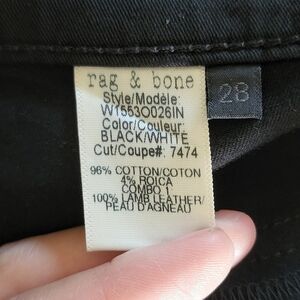 rag & bone
28
Style/Modèle:
W1553O026IN
Color/Couleur:
BLACK/WHITE
Cut/Coupe#: 7474
96% COTTON/COTON
4% ROICA
COMBO 1
100% LAMB LEATHER/
PEAU D'AGNEAU